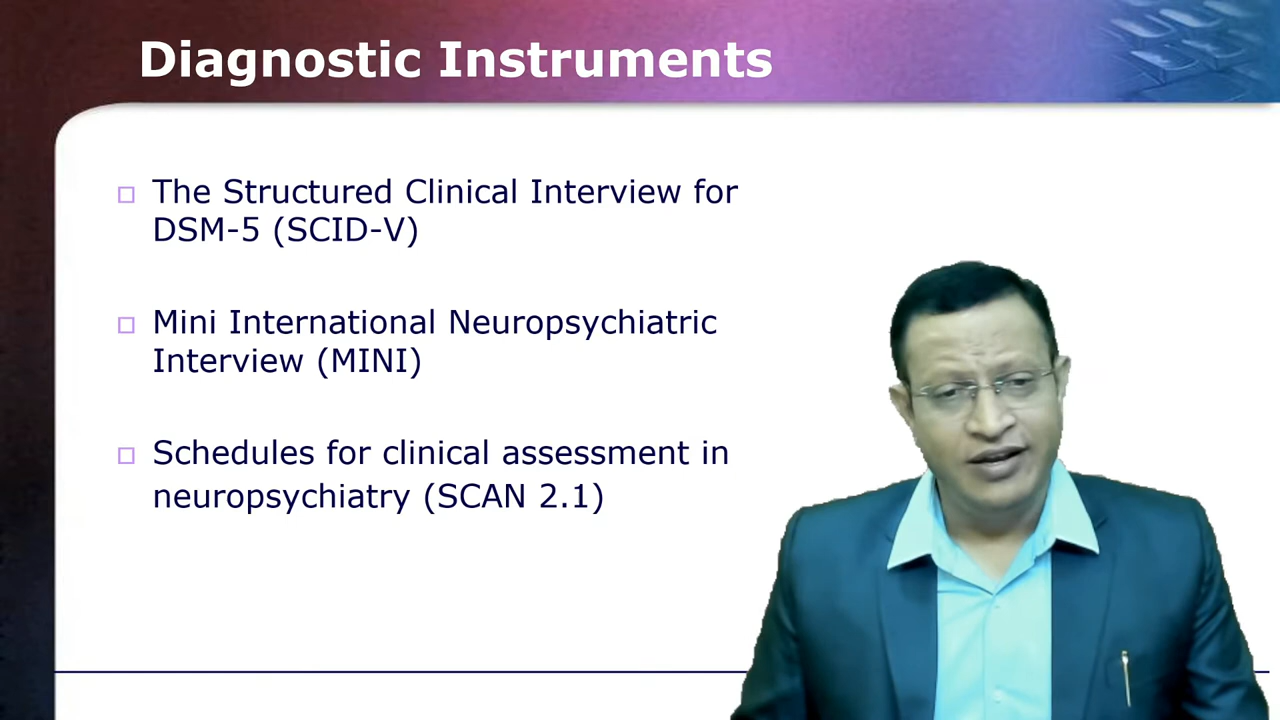 Diagnostic Instruments
The Structured Clinical Interview for
DSM-5 (SCID-V)
Mini International Neuropsychiatric
Interview (MINI)
Schedules for clinical assessment in
neuropsychiatry (SCAN 2.1)